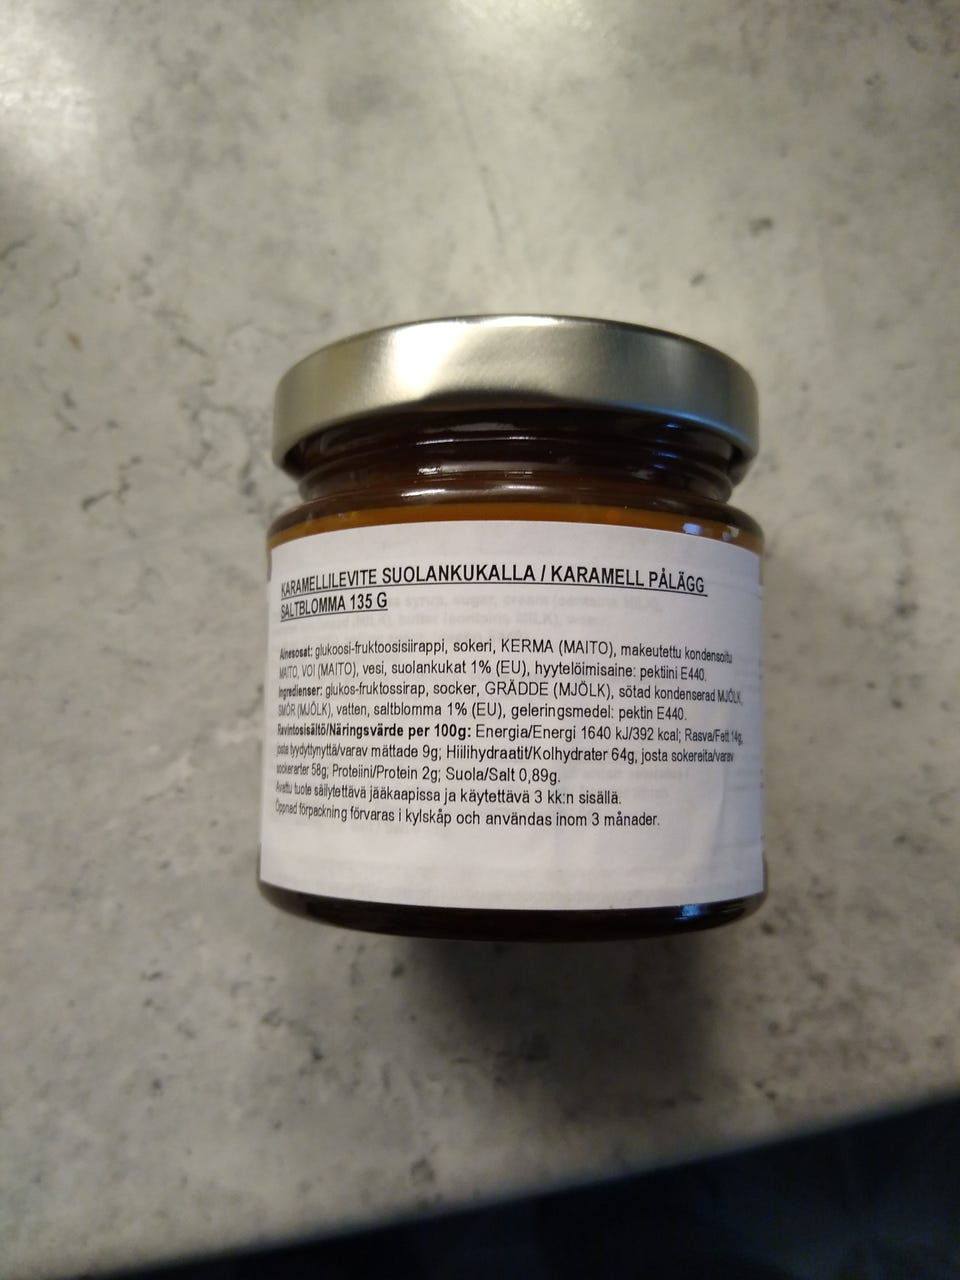 KARAMELLILEVITE SUOLANKUKALLA / KARAMELL PÅLÄGG
SALTBLOMMA 135 G
Ainesosat: glukoosi-fruktoosisiirappi, sokeri, KERMA (MAITO), makeutettu kondensoitu
MAITO, VOI (MAITO), vesi, suolankukat 1% (EU), hyytelöimisaine: pektiini E440.
Ingredienser: glukos-fruktossirap, socker, GRÄDDE (MJÖLK), sötad kondenserad MJÖLK,
SMÖR (MJÖLK), vatten, saltblomma 1% (EU), geleringsmedel: pektin E440.
Ravintosisältö/Näringsvärde per 100g: Energia/Energi 1640 kJ/392 kcal; Rasva/Fett 14g,
josta tyydyttynyttä/varav mättade 9g; Hiilihydraatit/Kolhydrater 64g, josta sokereita/varav
sockerarter 58g; Proteiini/Protein 2g; Suola/Salt 0,89g.
Avattu tuote säilytettävä jääkaapissa ja käytettävä 3 kk:n sisällä.
Öppnad förpackning förvaras i kylskåp och användas inom 3 månader.